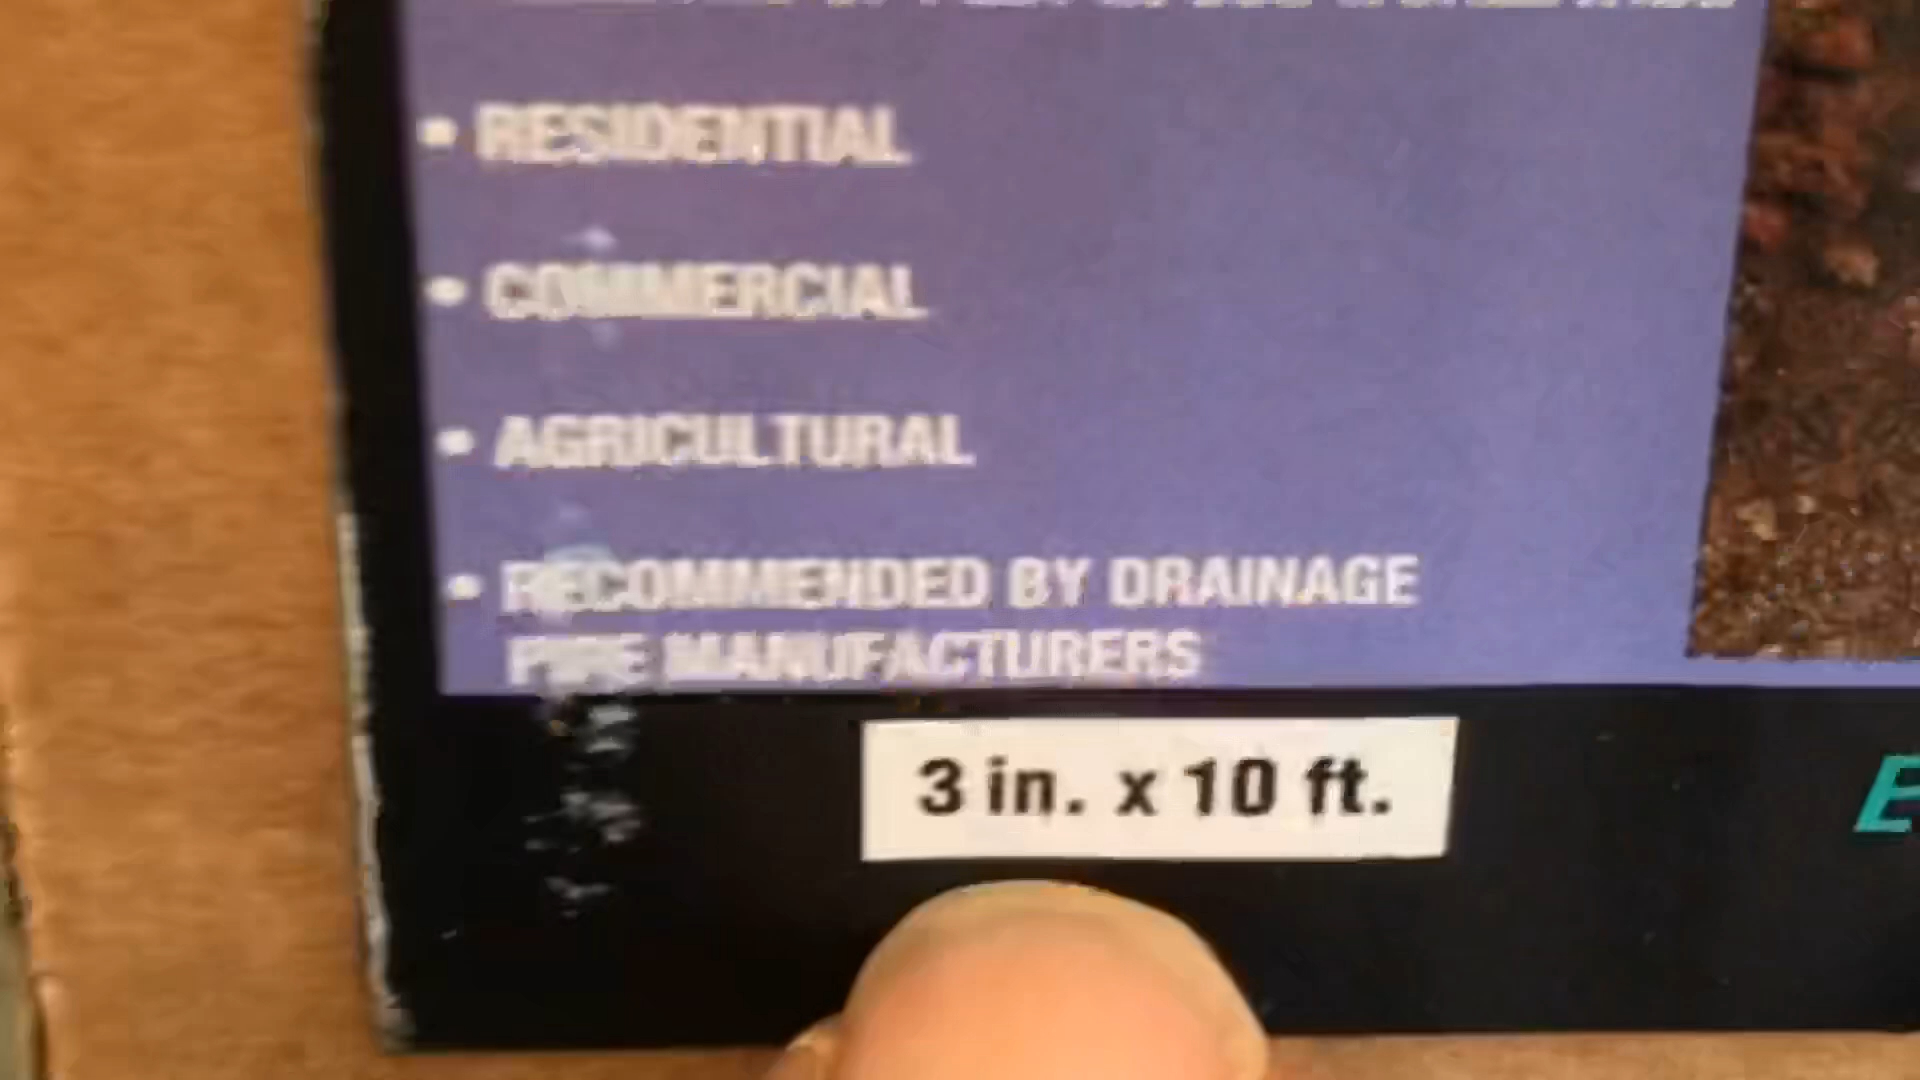 • RESIDENTIAL
• COMMERCIAL
• AGRICULTURAL
• RECOMMENDED BY DRAINAGE
PIPE MANUFACTURERS
3 in. x 10 ft.